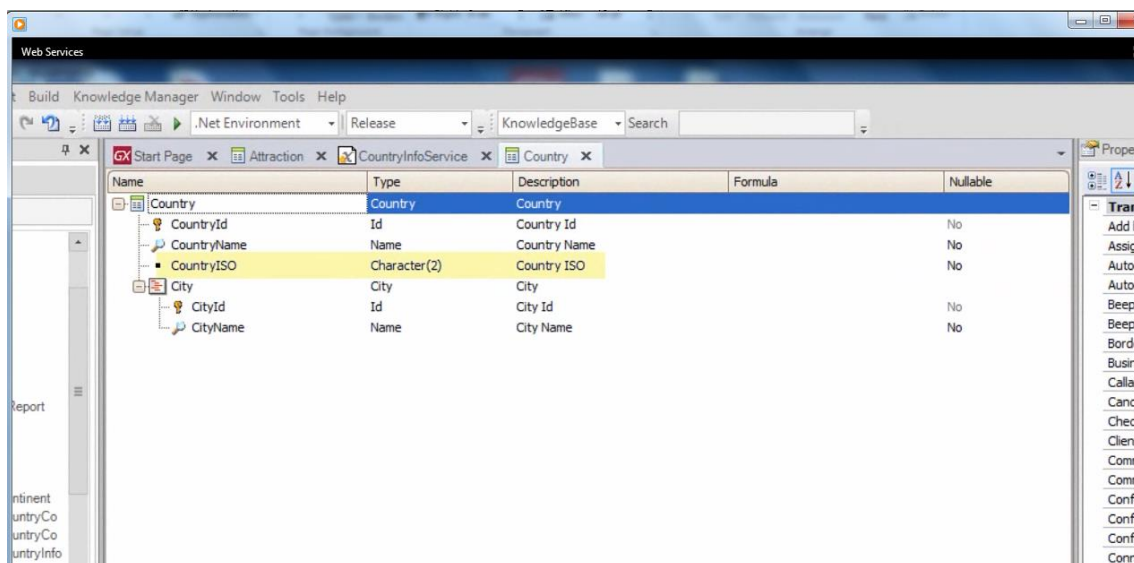 Web Services
t Build Knowledge Manager Window Tools Help
.Net Environment Release KnowledgeBase Search
GX Start Page Attraction CountryInfoService Country
Prope
Name Type Description Formula Nullable
Country Country Country
CountryId Id Country Id No
CountryName Name Country Name No
CountryISO Character(2) Country ISO No
City City City
CityId Id City Id No
CityName Name City Name No
Tran
Add
Assig
Auto
Auto
Beep
Beep
Bord
Busin
Calla
Canc
Chec
Clien
Comm
Comm
Conf
Conf
Conf
Conn
Report
ntinent
untryCo
untryCo
untryInfo